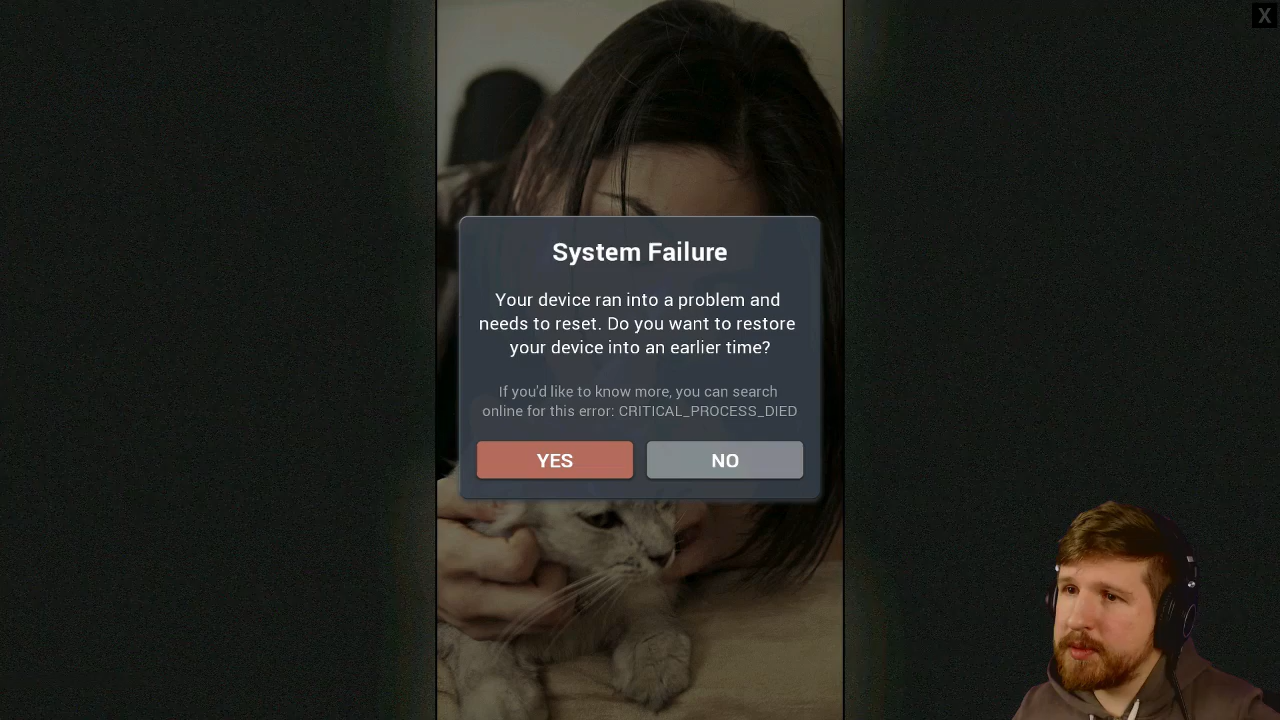 X
System Failure
Your device ran into a problem and
needs to reset. Do you want to restore
your device into an earlier time?
If you'd like to know more, you can search
online for this error: CRITICAL_PROCESS_DIED
YES
NO